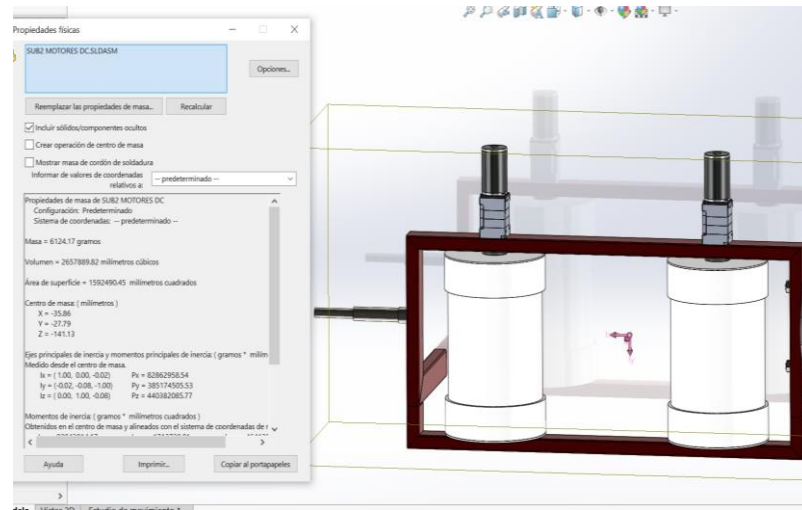 Propiedades físicas
SUB2 MOTORES DC.SLDASM
Opciones...
Reemplazar las propiedades de masa... Recalcular
Incluir sólidos/componentes ocultos
Crear operación de centro de masa
Mostrar masa de cordón de soldadura
Informar de valores de coordenadas relativos a: -- predeterminado --
Propiedades de masa de SUB2 MOTORES DC
Configuración: Predeterminado
Sistema de coordenadas: -- predeterminado --
Masa = 6124.17 gramos
Volumen = 2657889.82 milímetros cúbicos
Área de superficie = 1592490.45 milímetros cuadrados
Centro de masa: ( milímetros )
X = -35.86
Y = -27.79
Z = -141.13
Ejes principales de inercia y momentos principales de inercia: ( gramos * milím
Medido desde el centro de masa.
Ix = ( 1.00, 0.00, -0.02) Px = 82862958.54
Iy = (-0.02, -0.08, -1.00) Py = 385174505.53
Iz = ( 0.00, 1.00, -0.08) Pz = 440382085.77
Momentos de inercia: ( gramos * milímetros cuadrados )
Obtenidos en el centro de masa y alineados con el sistema de coordenadas de r
Ayuda Imprimir... Copiar al portapapeles